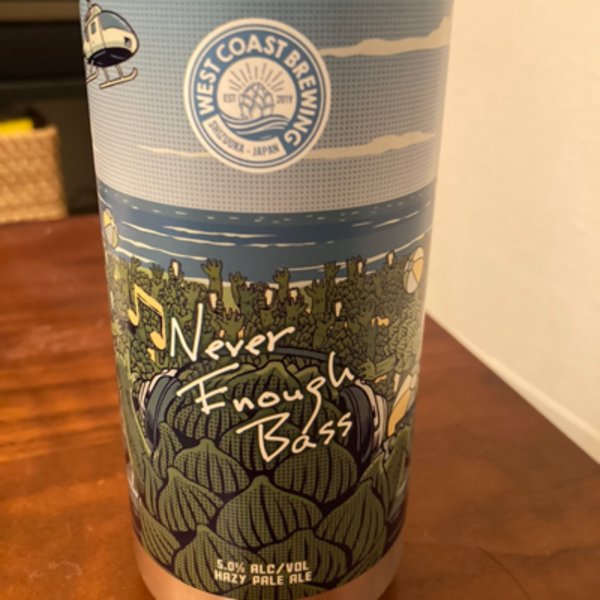 WEST COAST BREWING
EST 2019
SHIZUOKA - JAPAN
Never
Enough
Bass
5.0% ALC/VOL
HAZY PALE ALE